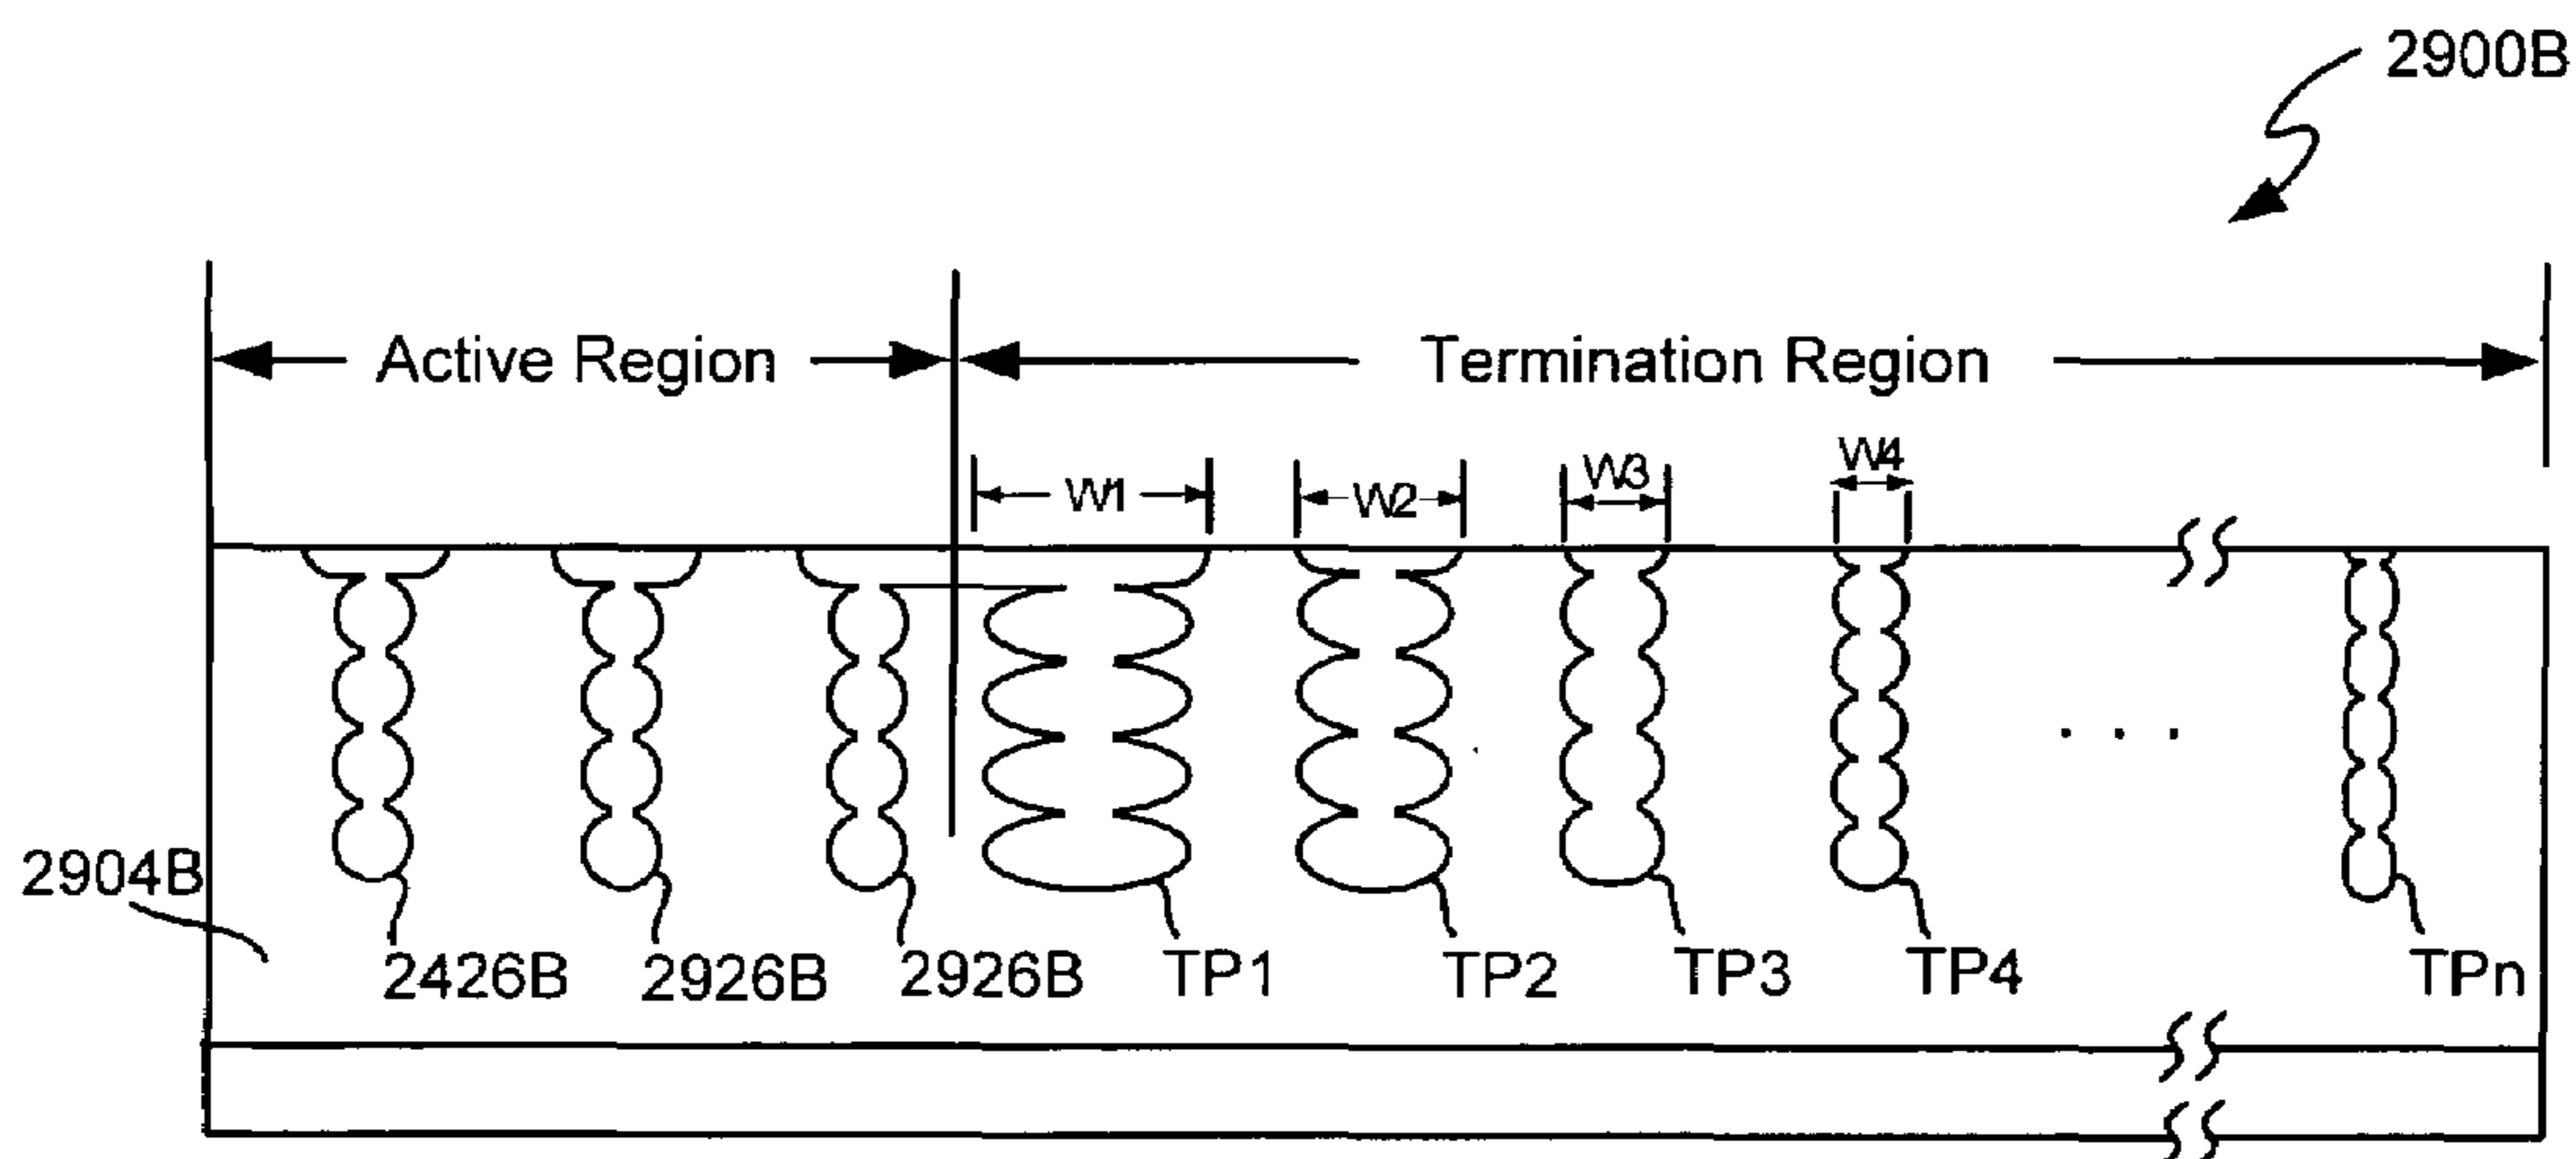 2900B
Active Region
Termination Region
W1
W2
W3
W4
. . .
2904B
2426B
2926B
2926B
TP1
TP2
TP3
TP4
TPn